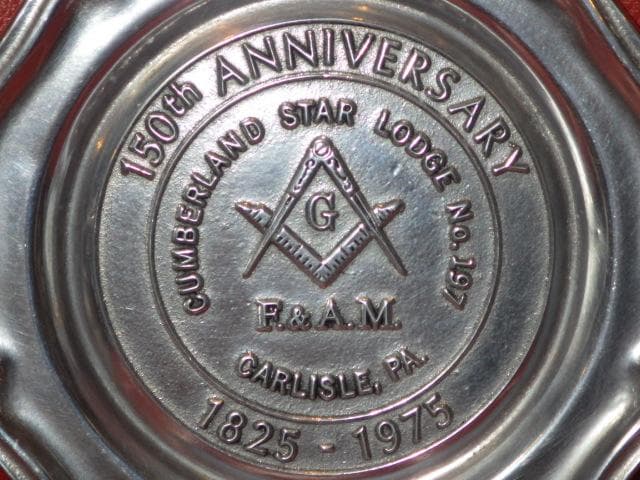 150th ANNIVERSARY
CUMBERLAND STAR LODGE No. 197
G
F. & A. M.
CARLISLE, PA.
1825 - 1975